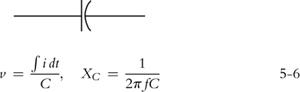 ν = ∫ i dt / C, X_C = 1 / 2πfC 5-6